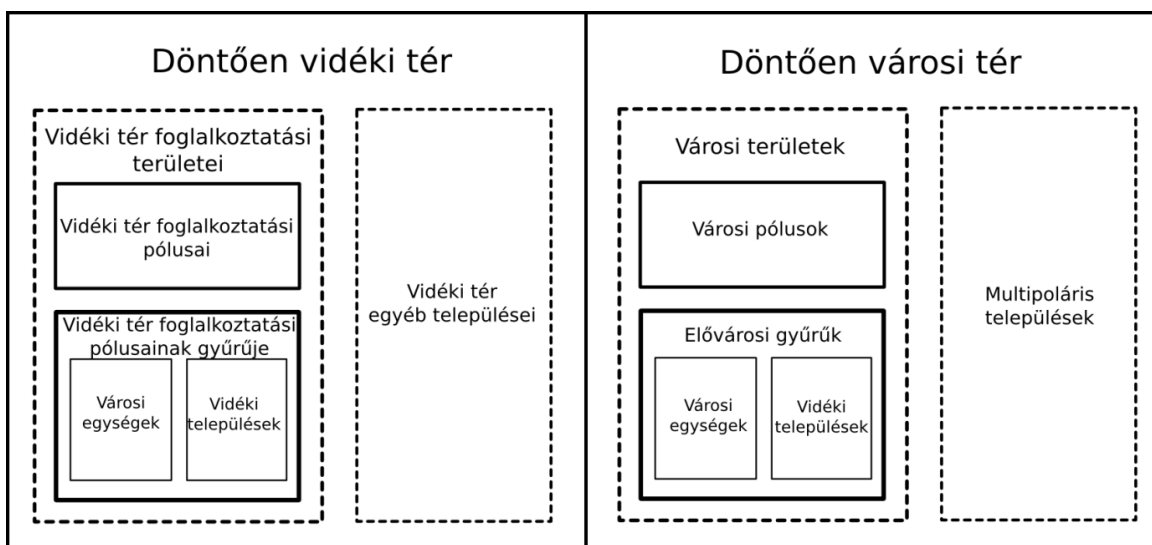 Döntően vidéki tér
Vidéki tér foglalkoztatási
területei
Vidéki tér foglalkoztatási
pólusai
Vidéki tér foglalkoztatási
pólusainak gyűrűje
Városi
egységek
Vidéki
települések
Vidéki tér
egyéb települései
Döntően városi tér
Városi területek
Városi pólusok
Elővárosi gyűrűk
Városi
egységek
Vidéki
települések
Multipoláris
települések